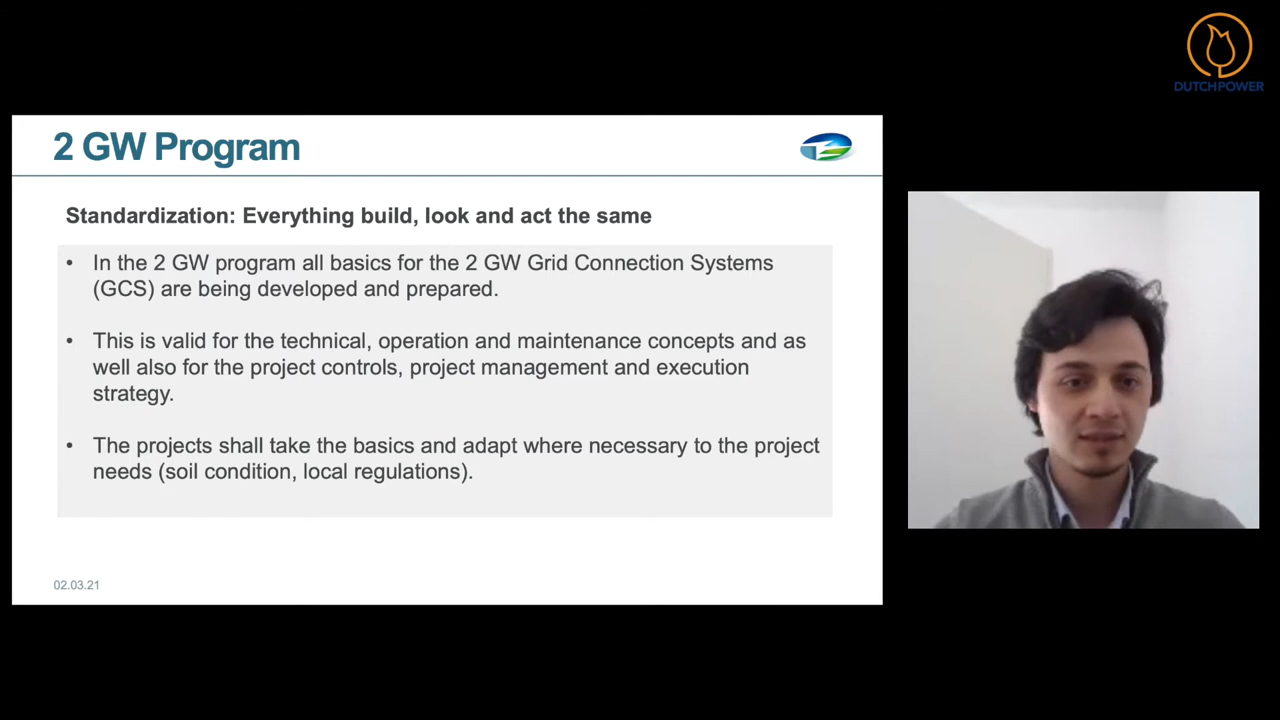 DUTCH POWER
2 GW Program
Standardization: Everything build, look and act the same
• In the 2 GW program all basics for the 2 GW Grid Connection Systems
(GCS) are being developed and prepared.
• This is valid for the technical, operation and maintenance concepts and as
well also for the project controls, project management and execution
strategy.
• The projects shall take the basics and adapt where necessary to the project
needs (soil condition, local regulations).
02.03.21